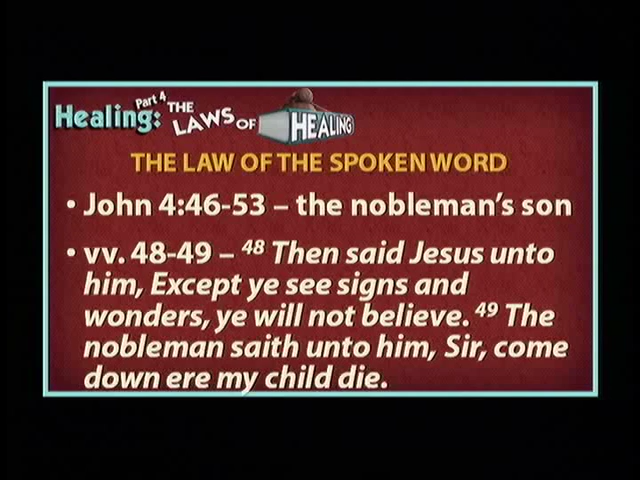 Healing: Part 4 THE LAWS OF HEALING
THE LAW OF THE SPOKEN WORD
• John 4:46-53 – the nobleman's son
• vv. 48-49 – 48 Then said Jesus unto
him, Except ye see signs and
wonders, ye will not believe. 49 The
nobleman saith unto him, Sir, come
down ere my child die.